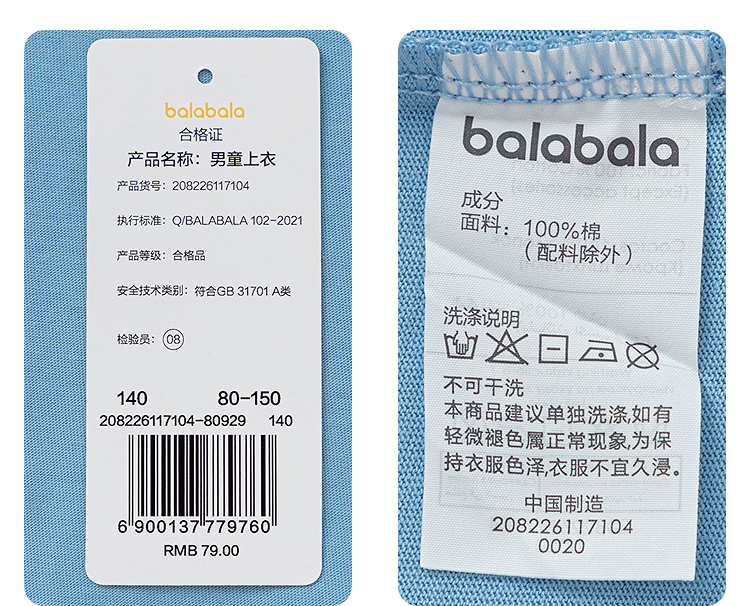 balabala
合格证
产品名称：男童上衣
产品货号：208226117104
执行标准：Q/BALABALA 102-2021
产品等级：合格品
安全技术类别：符合GB 31701 A类
检验员：08
140 80-150
208226117104-80929 140
6 900137 779760
RMB 79.00
balabala
成分
面料：100%棉
（配料除外）
洗涤说明
不可干洗
本商品建议单独洗涤,如有
轻微褪色属正常现象,为保
持衣服色泽,衣服不宜久浸。
中国制造
208226117104
0020